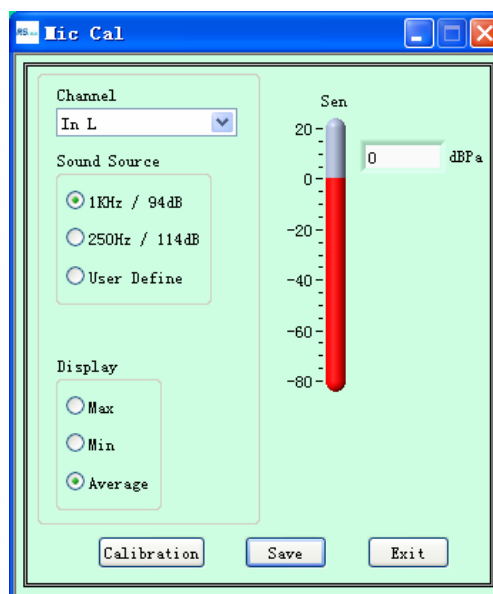 Mic Cal
Channel
In L
Sound Source
1KHz / 94dB
250Hz / 114dB
User Define
Display
Max
Min
Average
Sen
20
0
-20
-40
-60
-80
0 dBPa
Calibration Save Exit